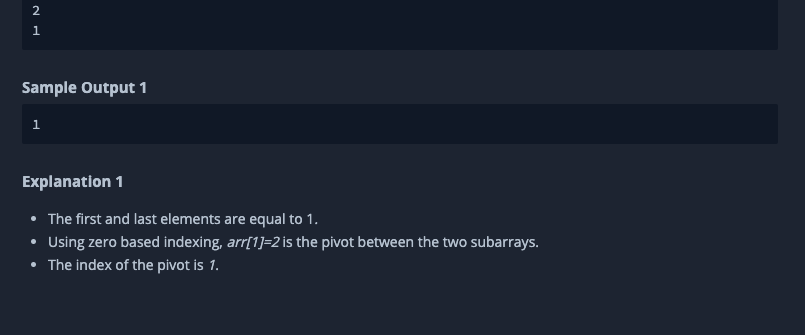 2
1
Sample Output 1
1
Explanation 1
• The first and last elements are equal to 1.
• Using zero based indexing, arr[1]=2 is the pivot between the two subarrays.
• The index of the pivot is 1.